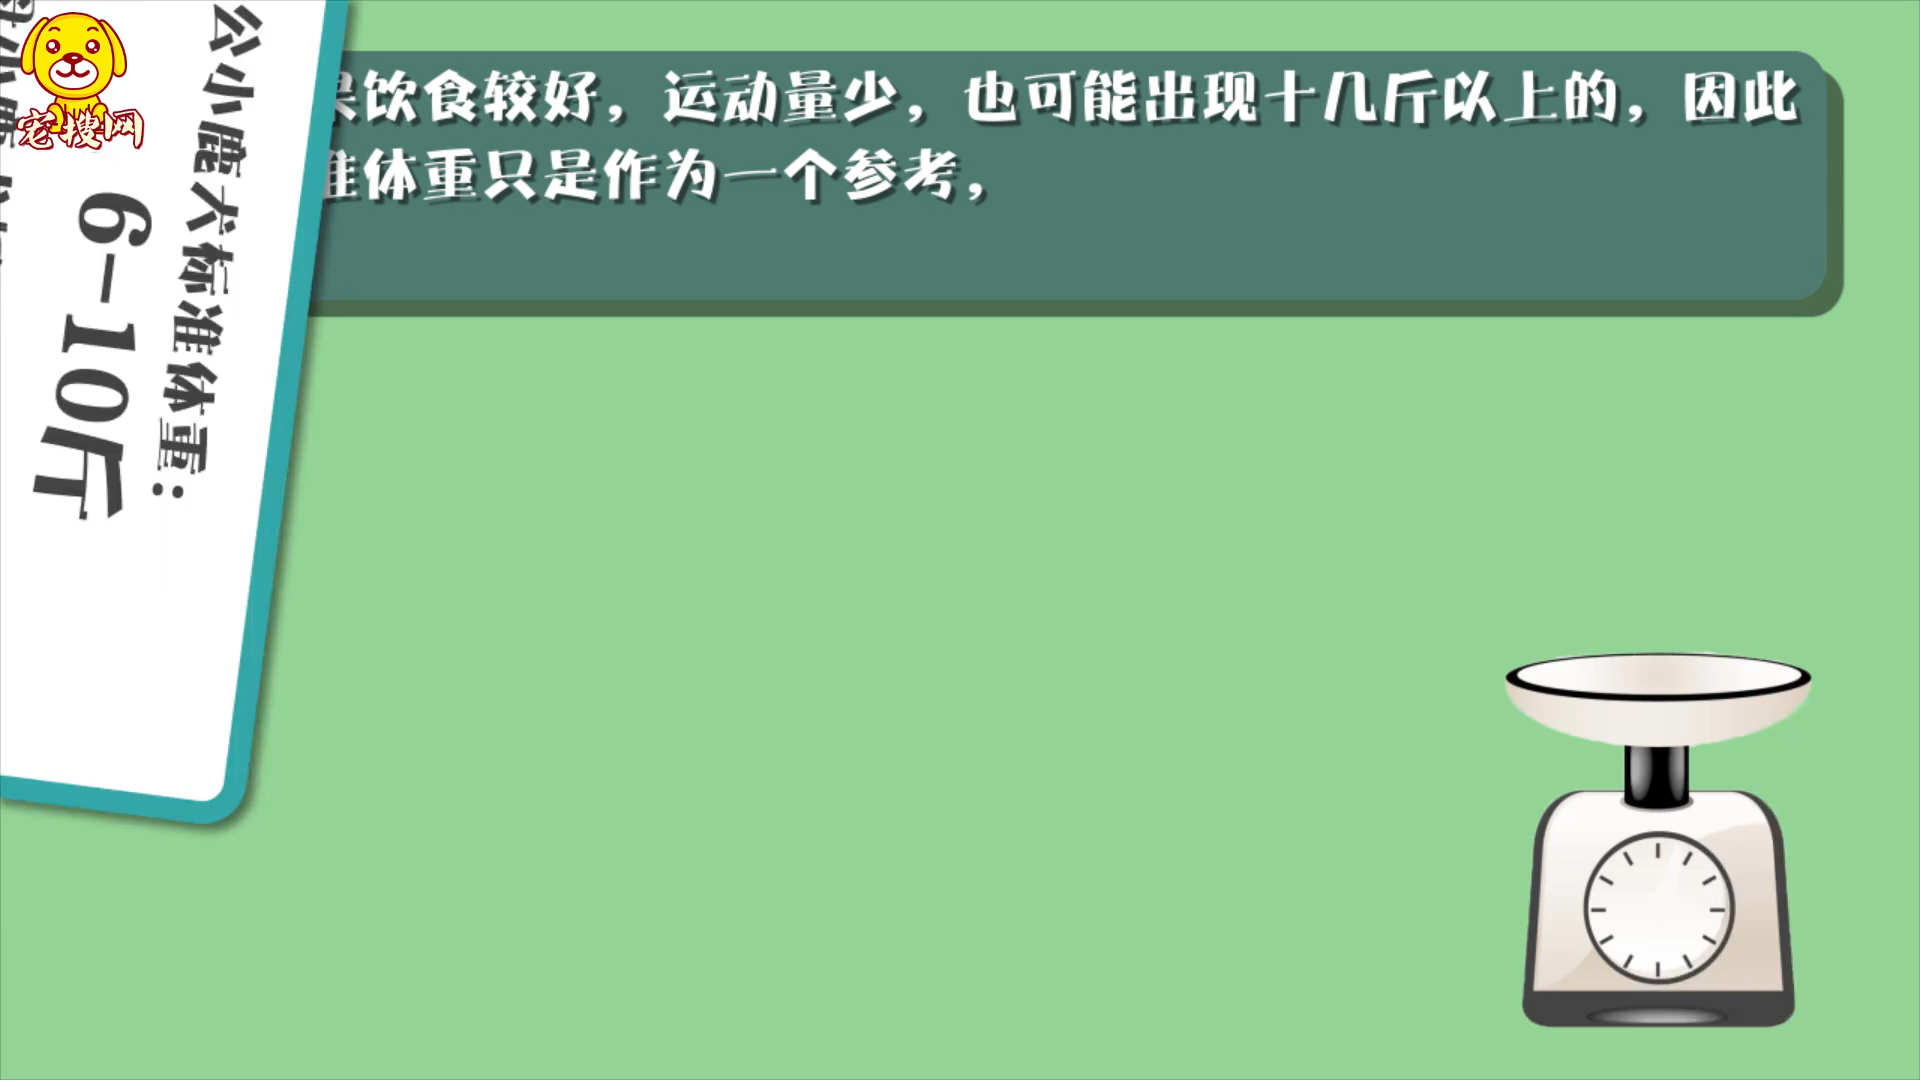 宠搜网
公小鹿犬标准体重：
6-10斤
果饮食较好，运动量少，也可能出现十几斤以上的，因此
准体重只是作为一个参考，